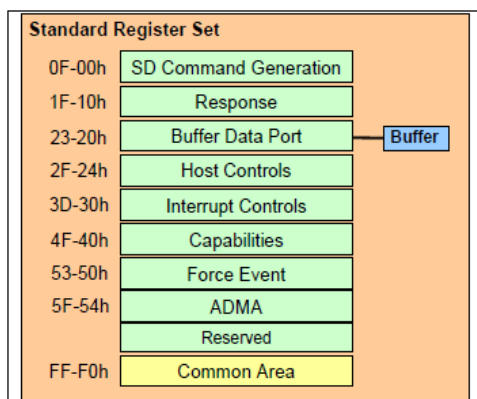 Standard Register Set
0F-00h SD Command Generation
1F-10h Response
23-20h Buffer Data Port Buffer
2F-24h Host Controls
3D-30h Interrupt Controls
4F-40h Capabilities
53-50h Force Event
5F-54h ADMA
Reserved
FF-F0h Common Area